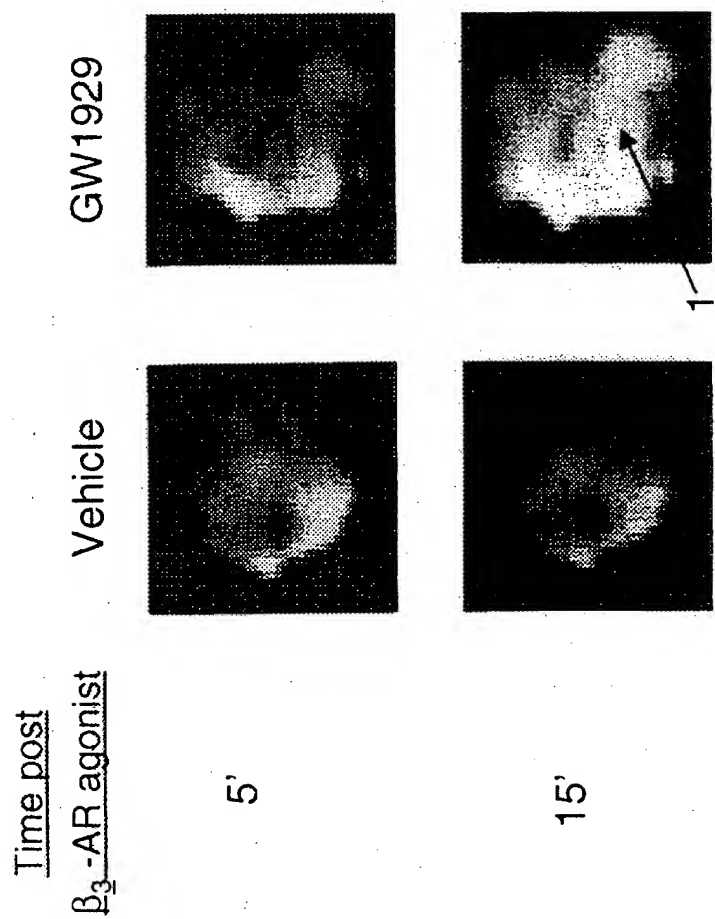 Time post
β3-AR agonist
Vehicle
GW1929
5'
15'
1